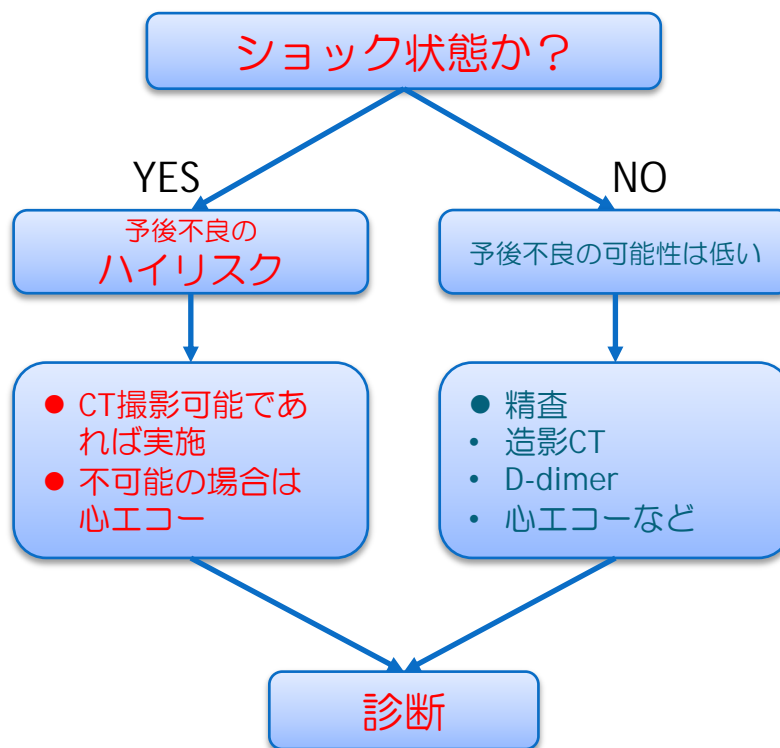 ショック状態か？
YES
NO
予後不良の
ハイリスク
予後不良の可能性は低い
● CT撮影可能であ
れば実施
● 不可能の場合は
心エコー
● 精査
• 造影CT
• D-dimer
• 心エコーなど
診断